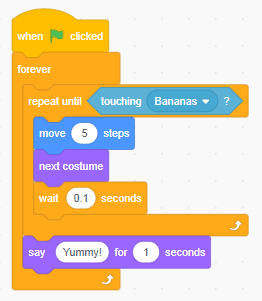 when clicked
forever
repeat until touching Bananas ?
move 5 steps
next costume
wait 0.1 seconds
say Yummy! for 1 seconds